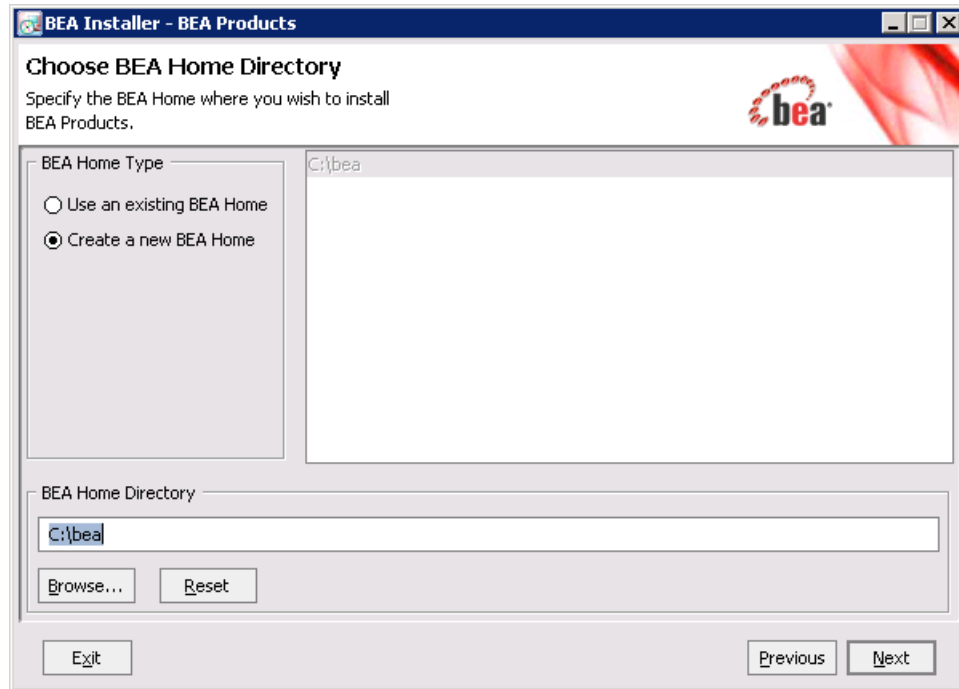 BEA Installer - BEA Products
Choose BEA Home Directory
Specify the BEA Home where you wish to install
BEA Products.
bea
BEA Home Type
Use an existing BEA Home
Create a new BEA Home
C:\bea
BEA Home Directory
C:\bea
Browse... Reset
Exit Previous Next